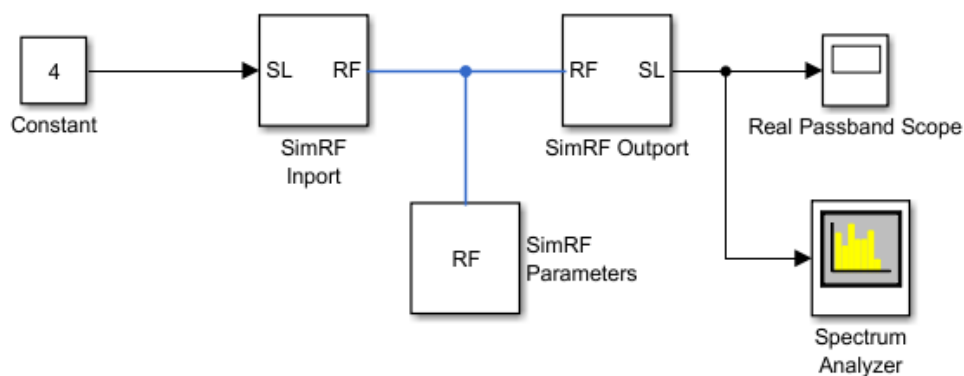 4
Constant
SL RF
SimRF
Inport
RF SL
SimRF Outport
Real Passband Scope
RF
SimRF
Parameters
Spectrum
Analyzer